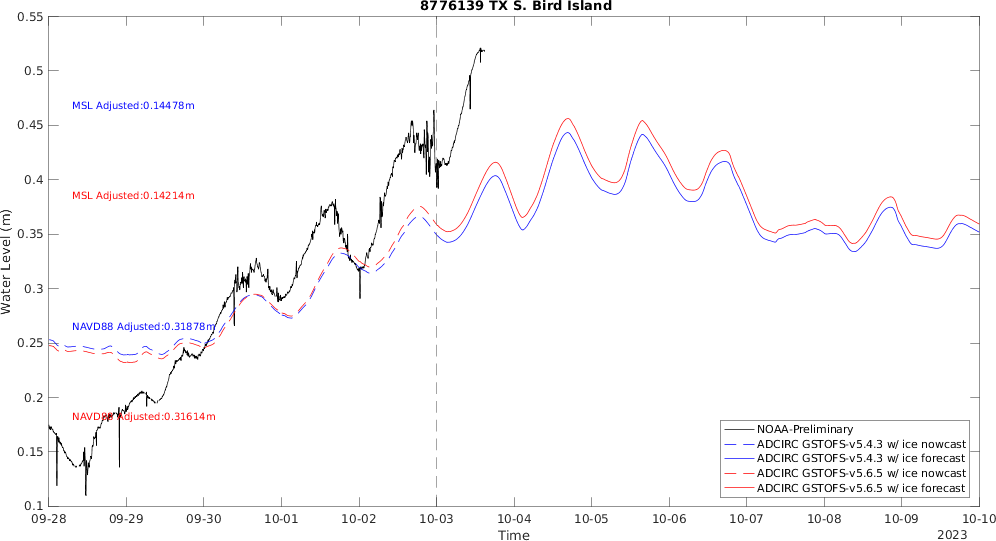 8776139 TX S. Bird Island
0.55
0.5
0.45
0.4
0.35
0.3
0.25
0.2
0.15
0.1
Water Level (m)
MSL Adjusted:0.14478m
MSL Adjusted:0.14214m
NAVD88 Adjusted:0.31878m
NAVD88 Adjusted:0.31614m
NOAA-Preliminary
ADCIRC GSTOFS-v5.4.3 w/ ice nowcast
ADCIRC GSTOFS-v5.4.3 w/ ice forecast
ADCIRC GSTOFS-v5.6.5 w/ ice nowcast
ADCIRC GSTOFS-v5.6.5 w/ ice forecast
09-28 09-29 09-30 10-01 10-02 10-03 10-04 10-05 10-06 10-07 10-08 10-09 10-10
Time
2023